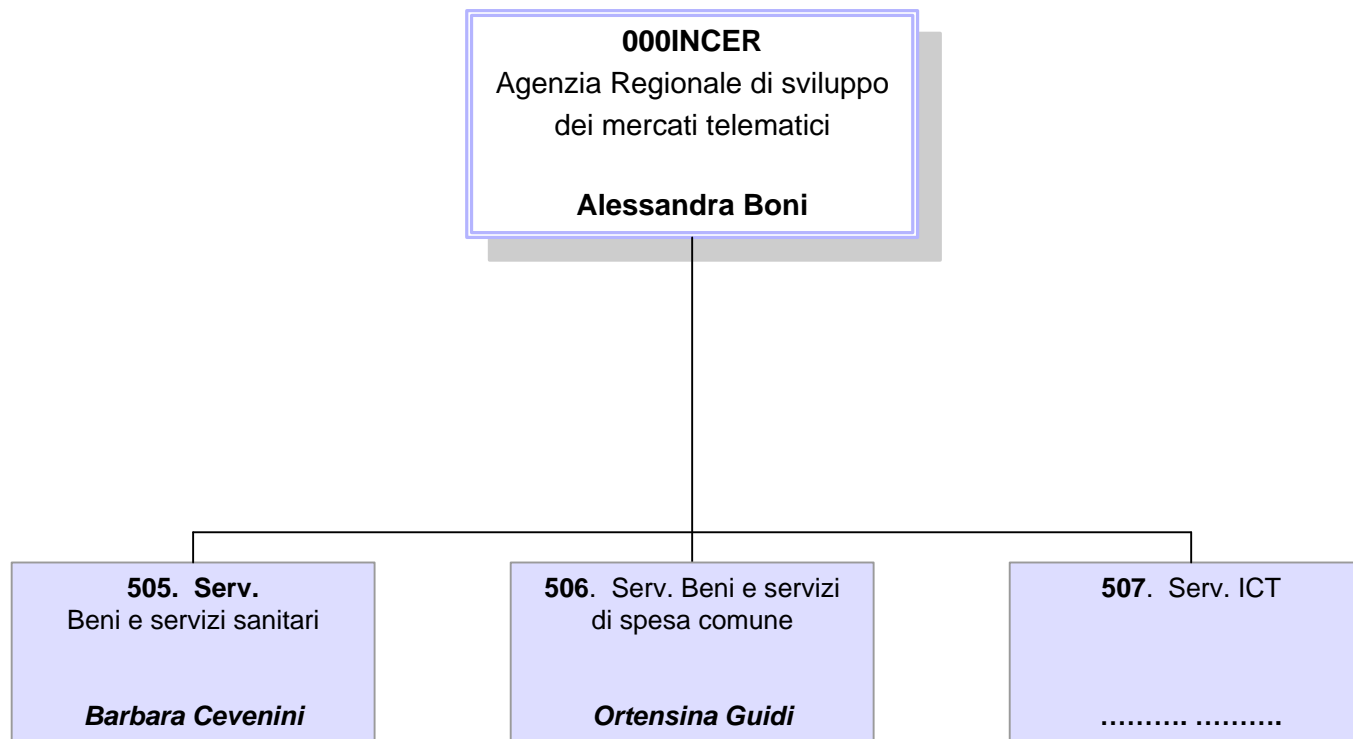 000INCER
Agenzia Regionale di sviluppo
dei mercati telematici
Alessandra Boni
505. Serv.
Beni e servizi sanitari
Barbara Cevenini
506. Serv. Beni e servizi
di spesa comune
Ortensina Guidi
507. Serv. ICT
.......... ..........